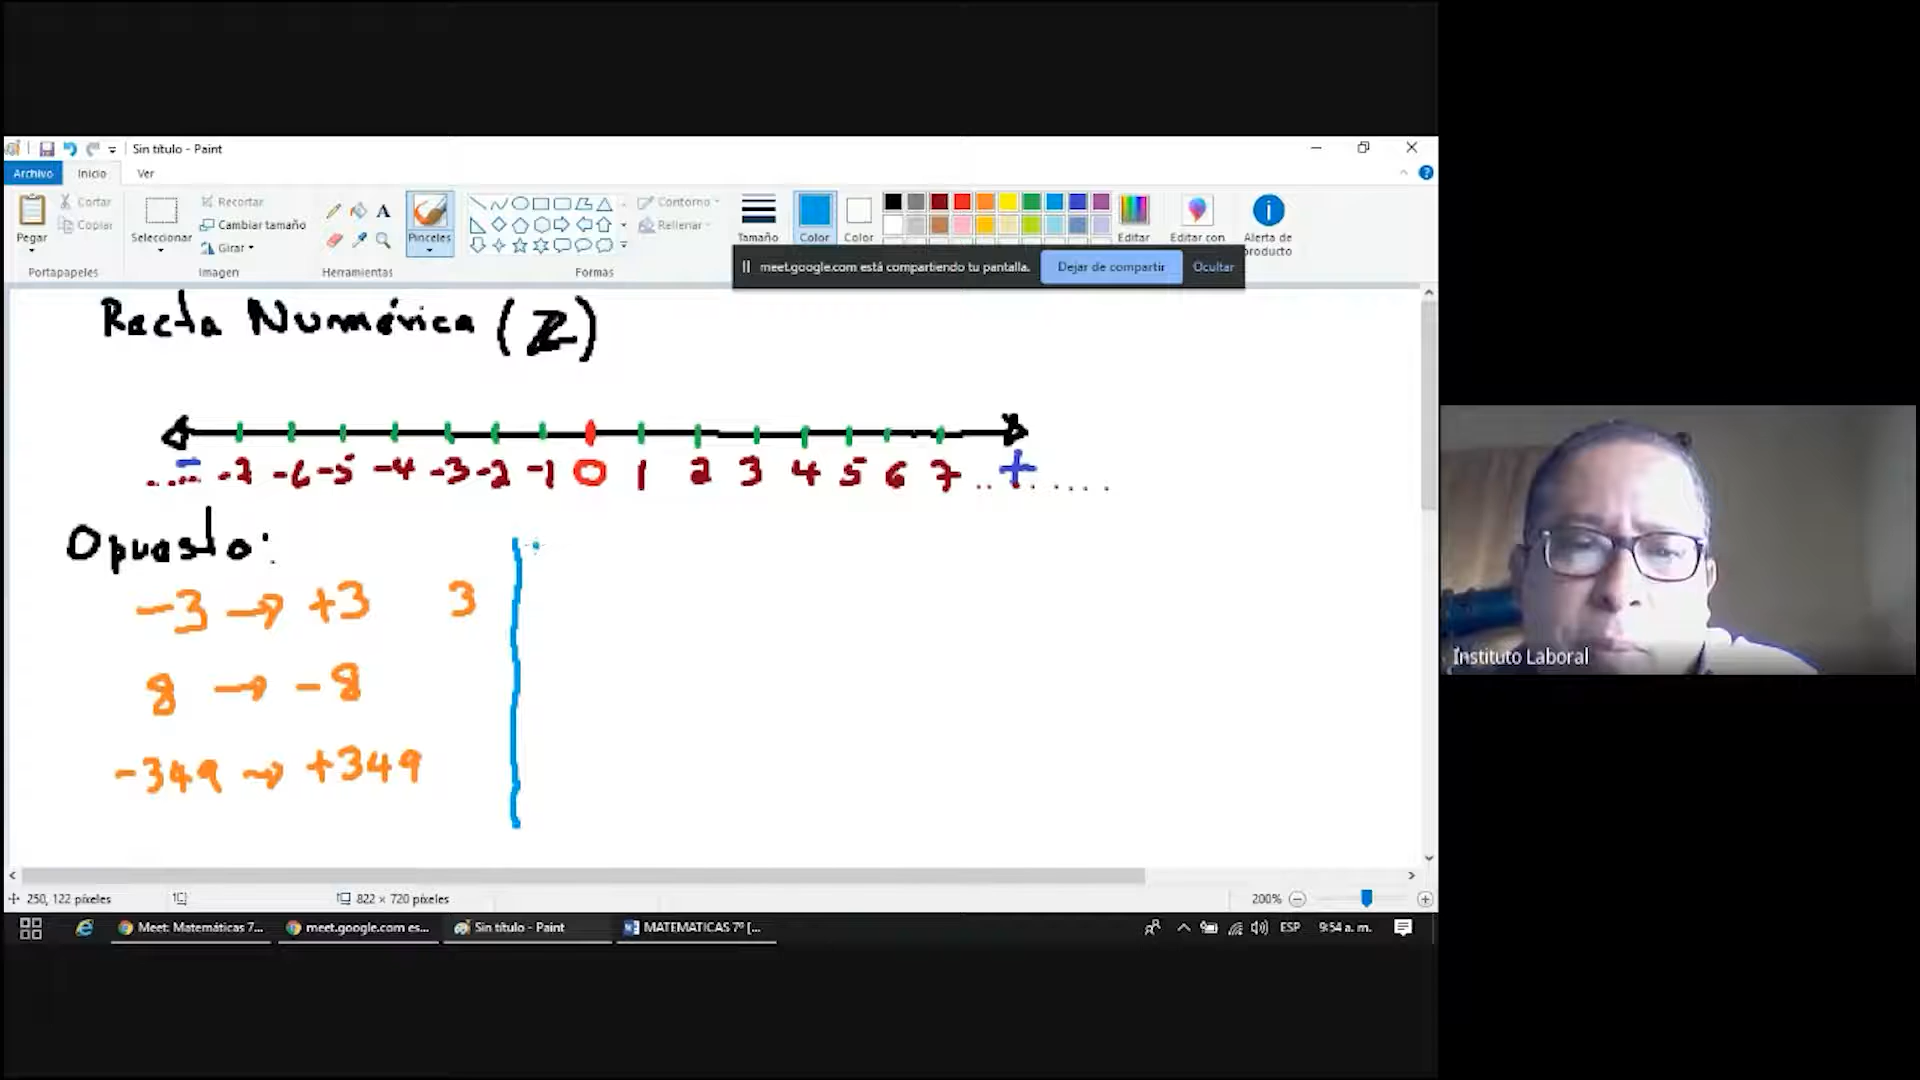 Sin título - Paint
Archivo Inicio Ver
Pegar
Cortar
Copiar
Portapapeles
Seleccionar
Recortar
Cambiar tamaño
Girar
Imagen
A
Herramientas
Pinceles
Formas
Contorno
Rellenar
Tamaño
Color
Color
Editar
Editar con
Alerta de
producto
meet.google.com está compartiendo tu pantalla. Dejar de compartir Ocultar
Recta Numérica (Z)
...- -7 -6 -5 -4 -3 -2 -1 0 1 2 3 4 5 6 7 ..+.....
Opuesto:
-3 → +3 3
8 → -8
-349 → +349
Instituto Laboral
250, 122 píxeles 822 × 720 píxeles 200%
Meet: Matemáticas 7... meet.google.com es... Sin título - Paint MATEMATICAS 7º [... ESP 9:54 a. m.